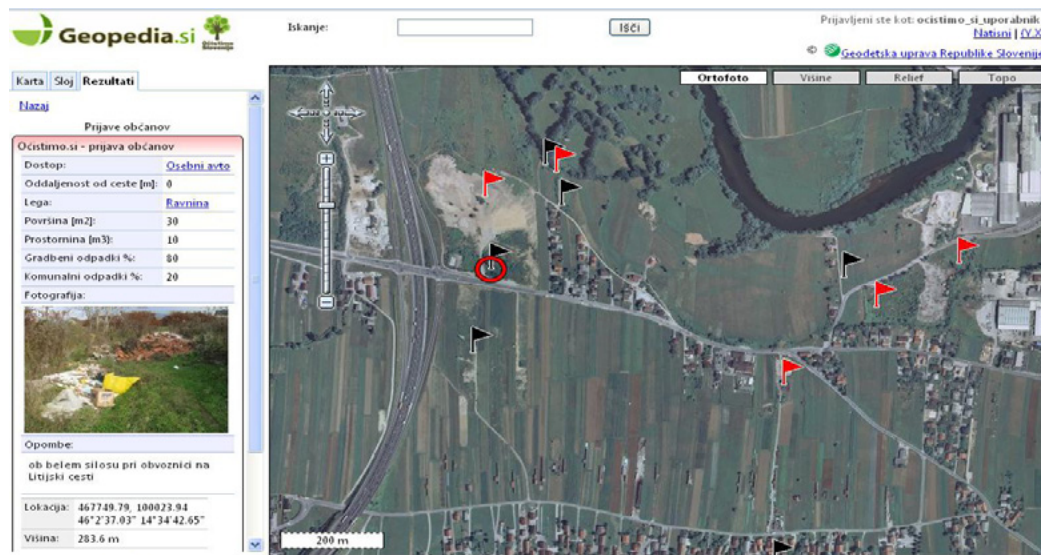 Geopedia.si
Očistimo
Slovenijo
Iskanje:
IŠČI
Prijavljeni ste kot: ocistimo_si_uporabnik
Natisni | (Y,X
© Geodetska uprava Republike Slovenije
Karta Sloj Rezultati
Ortofoto Višine Relief Topo
Nazaj
Prijave občanov
Očistimo.si - prijava občanov
Dostop: Osebni avto
Oddaljenost od ceste [m]: 0
Lega: Ravnina
Površina [m2]: 30
Prostornina [m3]: 10
Gradbeni odpadki %: 80
Komunalni odpadki %: 20
Fotografija:
Opombe:
ob belem silosu pri obvoznici na
Litijski cesti
Lokacija: 467749.79, 100023.94
46°2'37.03" 14°34'42.65"
Višina: 283.6 m
200 m